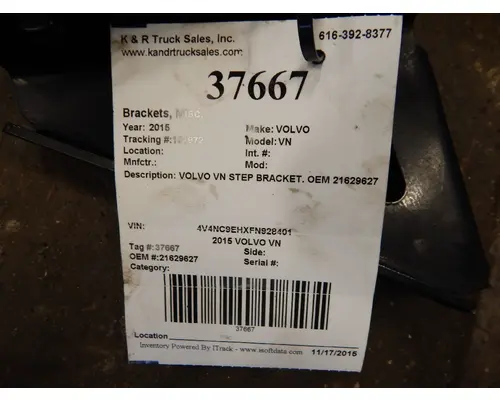 K & R Truck Sales, Inc. 616-392-8377
www.kandrtrucksales.com
37667
Brackets,
Year: 2015 Make: VOLVO
Tracking #: Model: VN
Location: Int. #:
Mnfctr.: Mod:
Description: VOLVO VN STEP BRACKET. OEM 21629627
VIN: 4V4NC9EHXFN928401
2015 VOLVO VN
Tag #:37667 Side:
OEM #:21629627 Serial #:
Category:
37667
Location
Inventory Powered By ITrack - www.isoftdata.com 11/17/2015